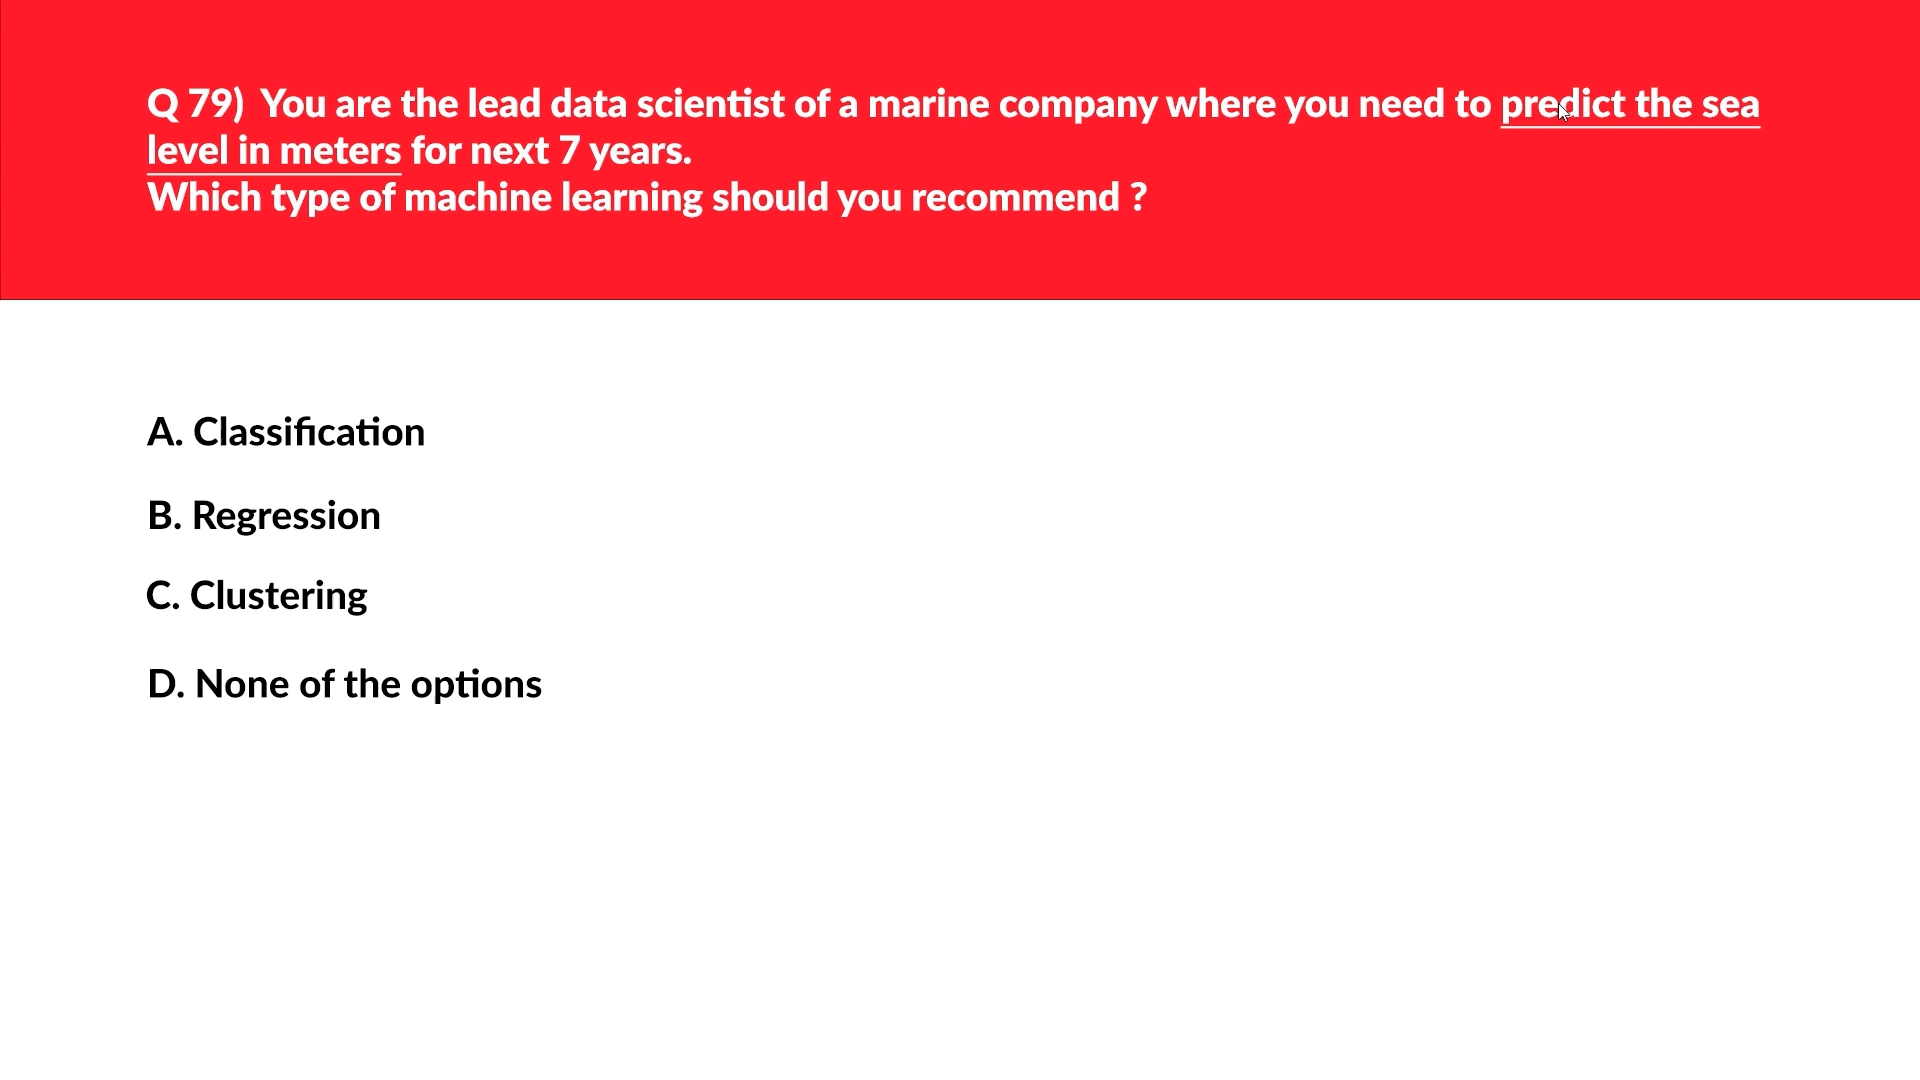 Q 79) You are the lead data scientist of a marine company where you need to predict the sea
level in meters for next 7 years.
Which type of machine learning should you recommend ?
A. Classification
B. Regression
C. Clustering
D. None of the options